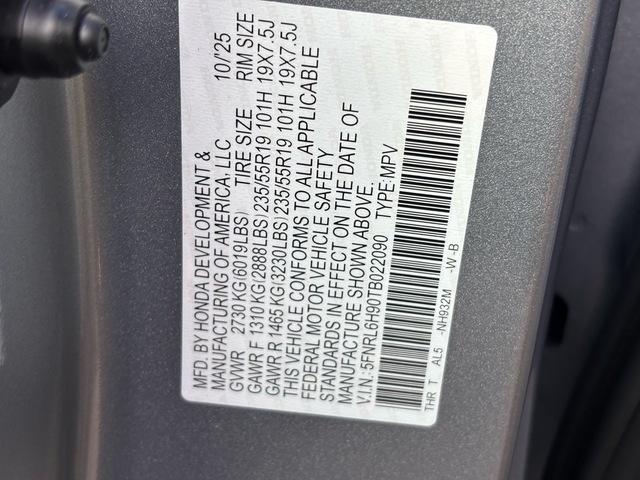 MFD. BY HONDA DEVELOPMENT & 10/'25
MANUFACTURING OF AMERICA, LLC
GVWR 2730 KG(6019LBS) TIRE SIZE RIM SIZE
GAWR F 1310 KG(2888LBS) 235/55R19 101H 19X7.5J
GAWR R 1465 KG(3230LBS) 235/55R19 101H 19X7.5J
THIS VEHICLE CONFORMS TO ALL APPLICABLE
FEDERAL MOTOR VEHICLE SAFETY
STANDARDS IN EFFECT ON THE DATE OF
MANUFACTURE SHOWN ABOVE.
V.I.N.: 5FNRL6H90TB022090 TYPE:MPV
THR T AL5 -NH932M -W -B